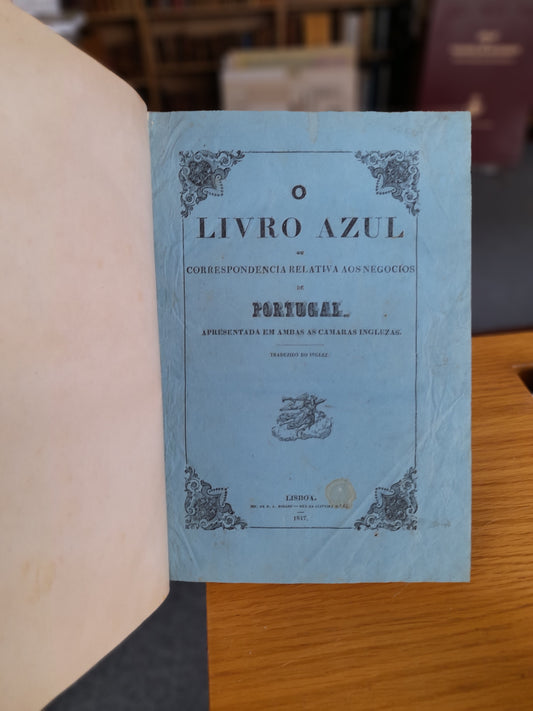 O
LIVRO AZUL
OU
CORRESPONDENCIA RELATIVA AOS NEGOCIOS
DE
PORTUGAL.
APRESENTADA EM AMBAS AS CAMARAS INGLEZAS.
TRADUZIDO DO INGLEZ
LISBOA.
1847.